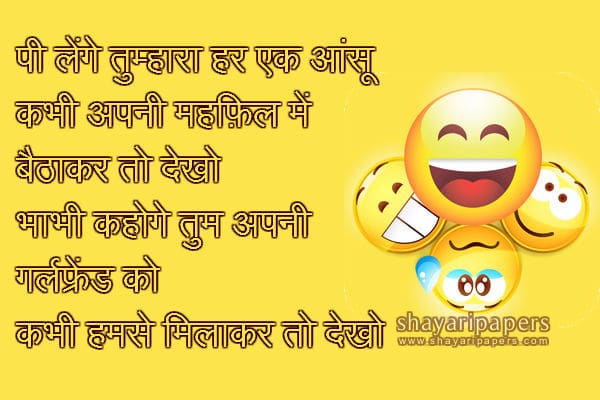 पी लेंगे तुम्हारा हर एक आंसू
कभी अपनी महफ़िल में
बैठाकर तो देखो
भाभी कहोगे तुम अपनी
गर्लफ्रेंड को
कभी हमसे मिलाकर तो देखो
shayaripapers
www.shayaripapers.com